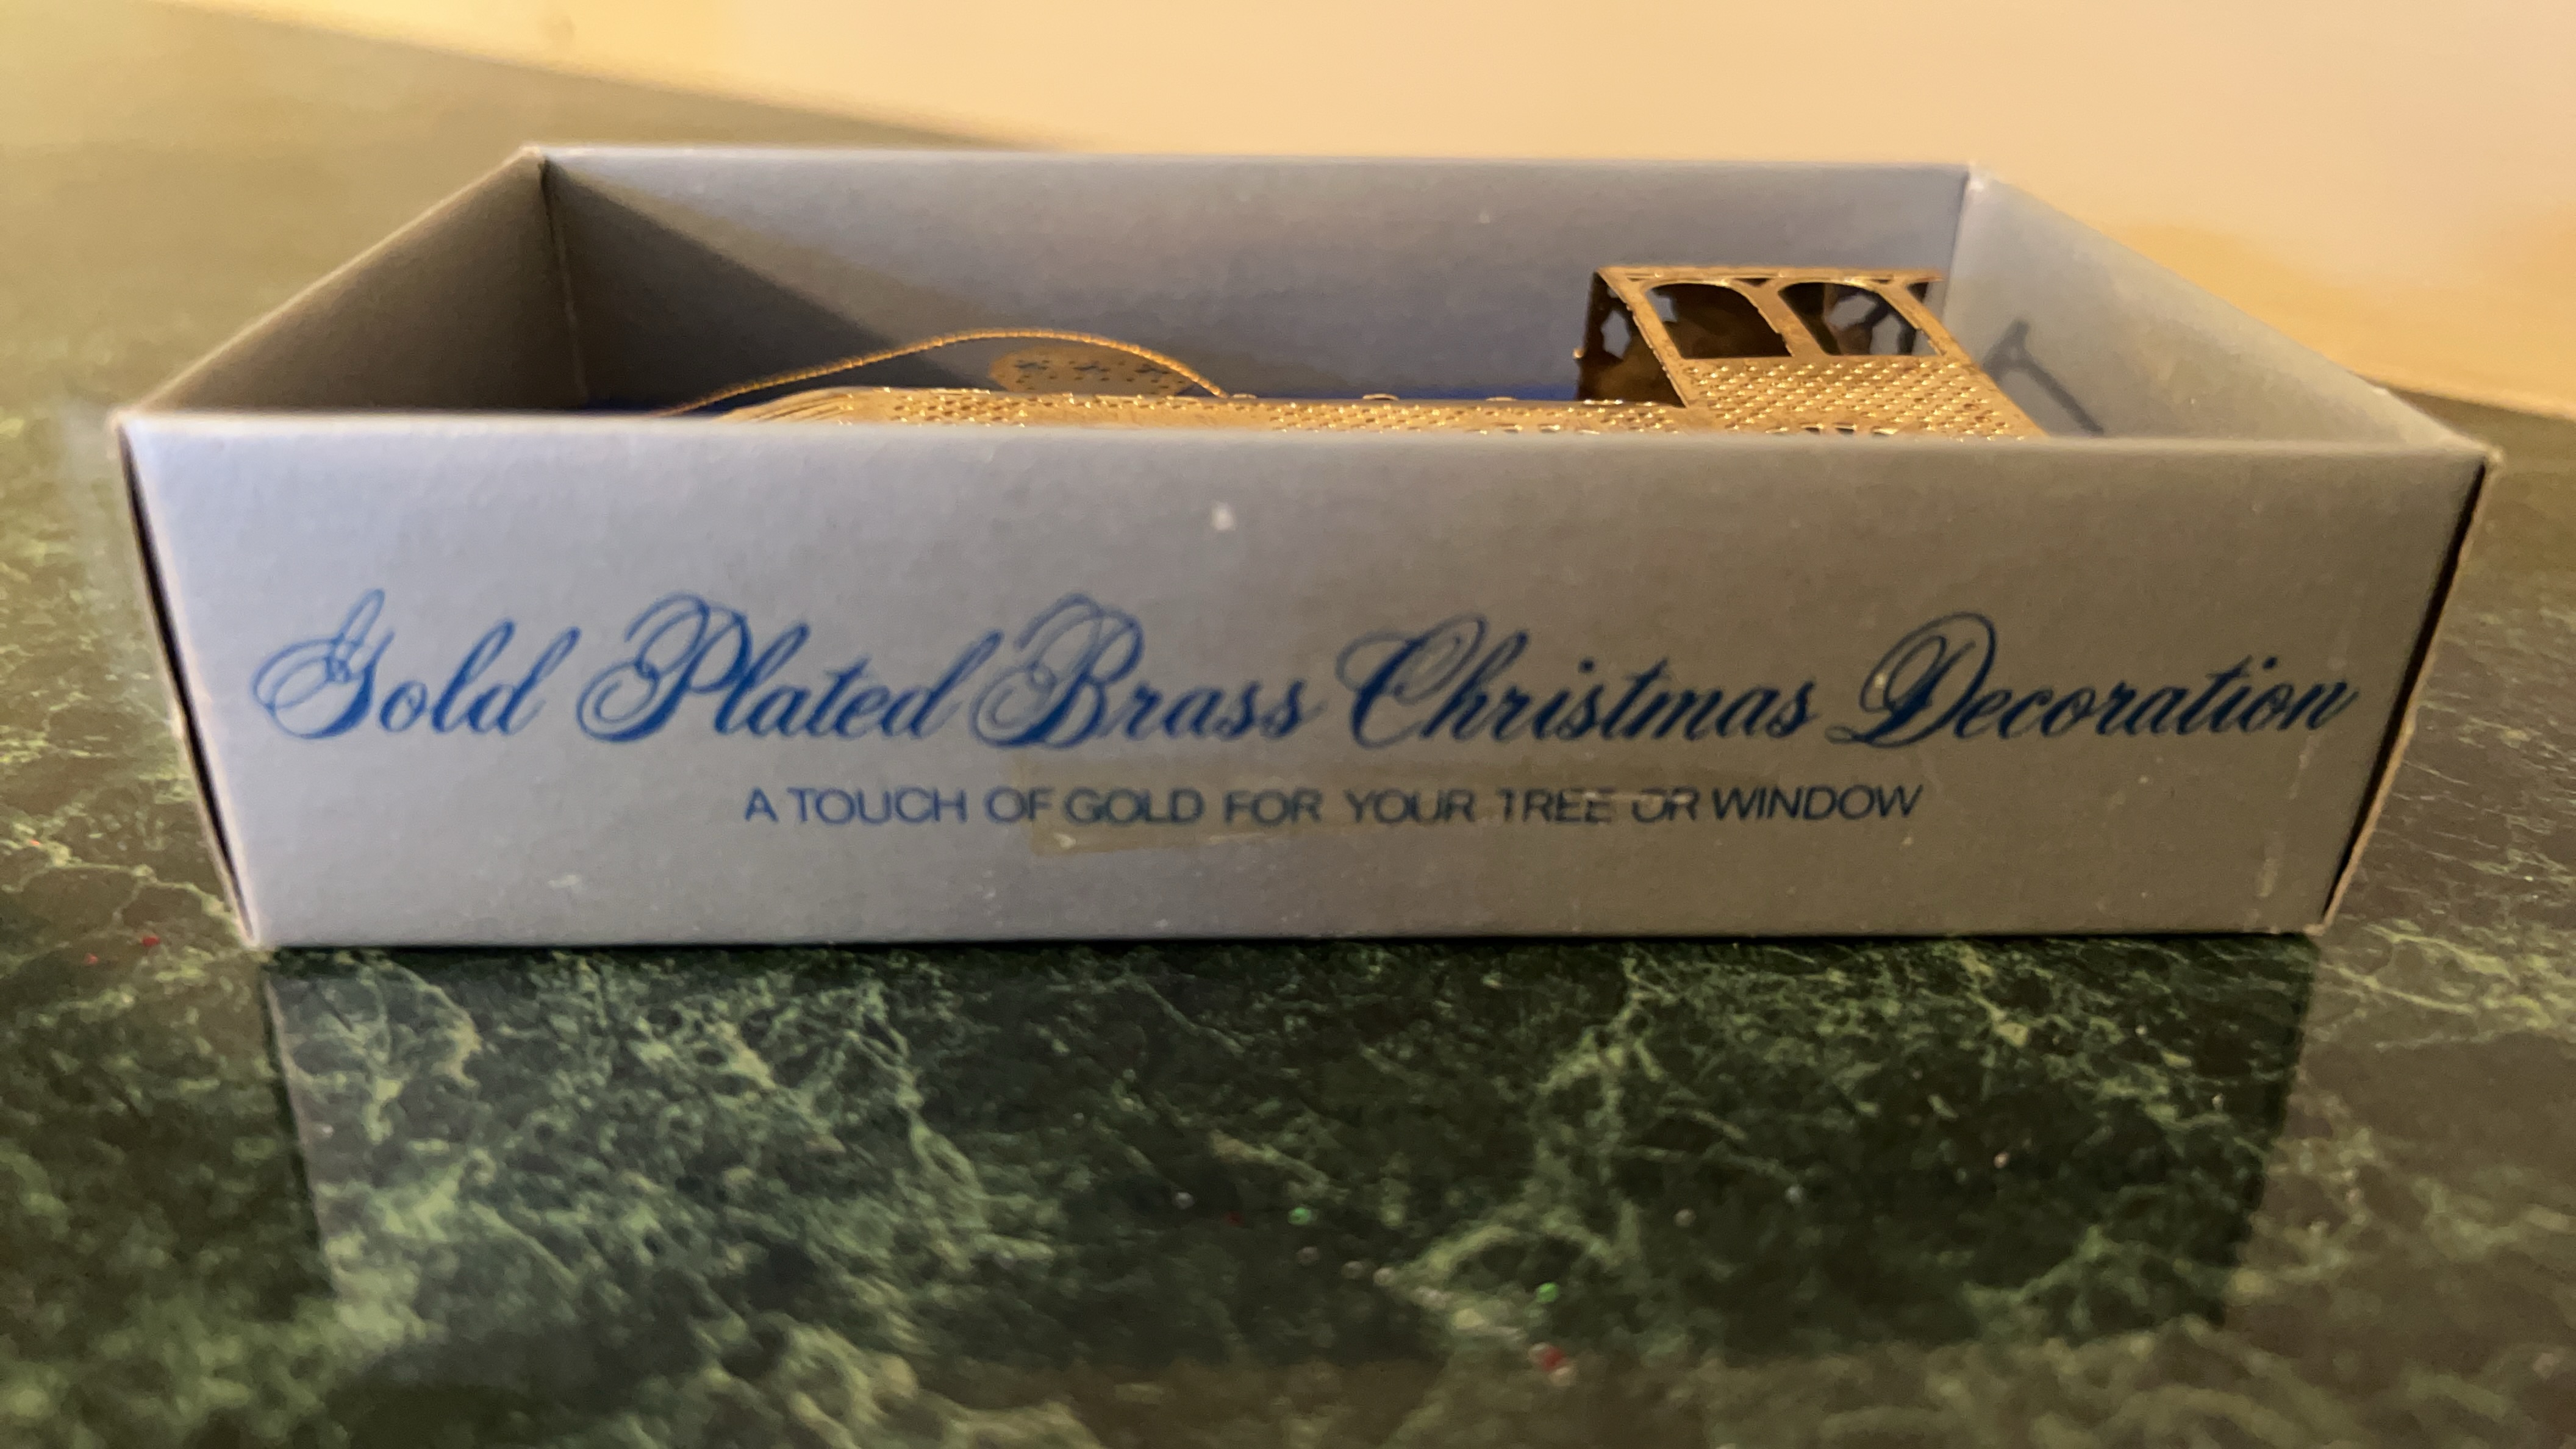 Gold Plated Brass Christmas Decoration
A TOUCH OF GOLD FOR YOUR TREE OR WINDOW